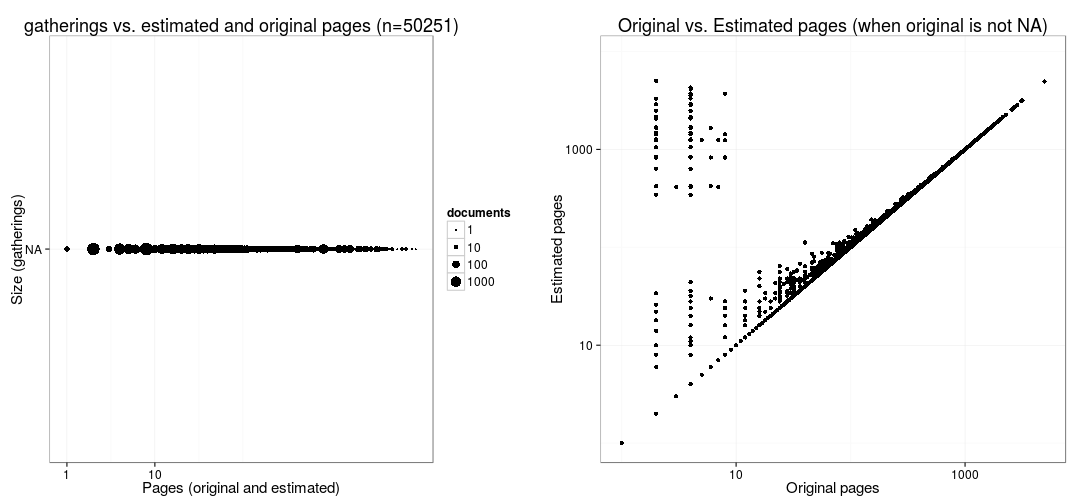 gatherings vs. estimated and original pages (n=50251)
Size (gatherings)
NA
1
10
Pages (original and estimated)
documents
1
10
100
1000
Original vs. Estimated pages (when original is not NA)
Estimated pages
1000
10
10
1000
Original pages